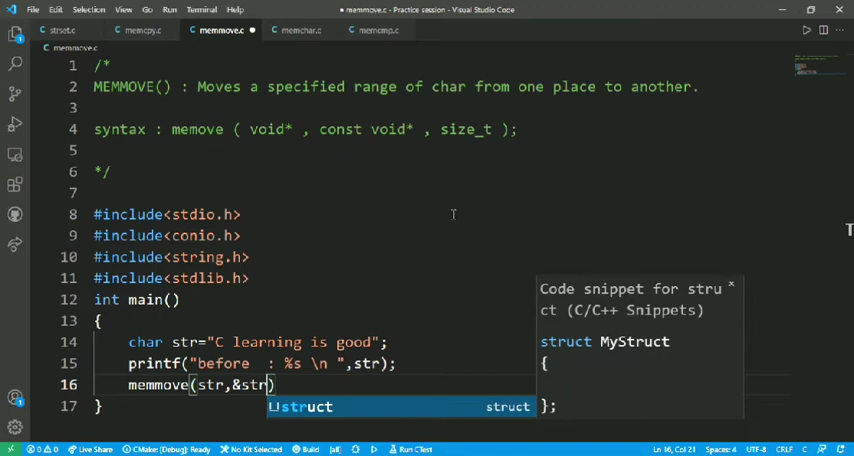 File Edit Selection View Go Run Terminal Help
● memmove.c - Practice session - Visual Studio Code
C strset.c C memcpy.c C memmove.c ● C memchar.c C memcmp.c
C memmove.c
1 /*
2 MEMMOVE() : Moves a specified range of char from one place to another.
3
4 syntax : memove ( void* , const void* , size_t );
5
6 */
7
8 #include<stdio.h>
9 #include<conio.h>
10 #include<string.h>
11 #include<stdlib.h>
12 int main()
13 {
14 char str="C learning is good";
15 printf("before : %s \n ",str);
16 memmove(str,&str)
17 }
struct struct
Code snippet for stru
ct (C/C++ Snippets)
struct MyStruct
{
};
T
1
1
0 0 Live Share CMake: [Debug]: Ready No Kit Selected Build [all] Run CTest Ln 16, Col 21 Spaces: 4 UTF-8 CRLF C